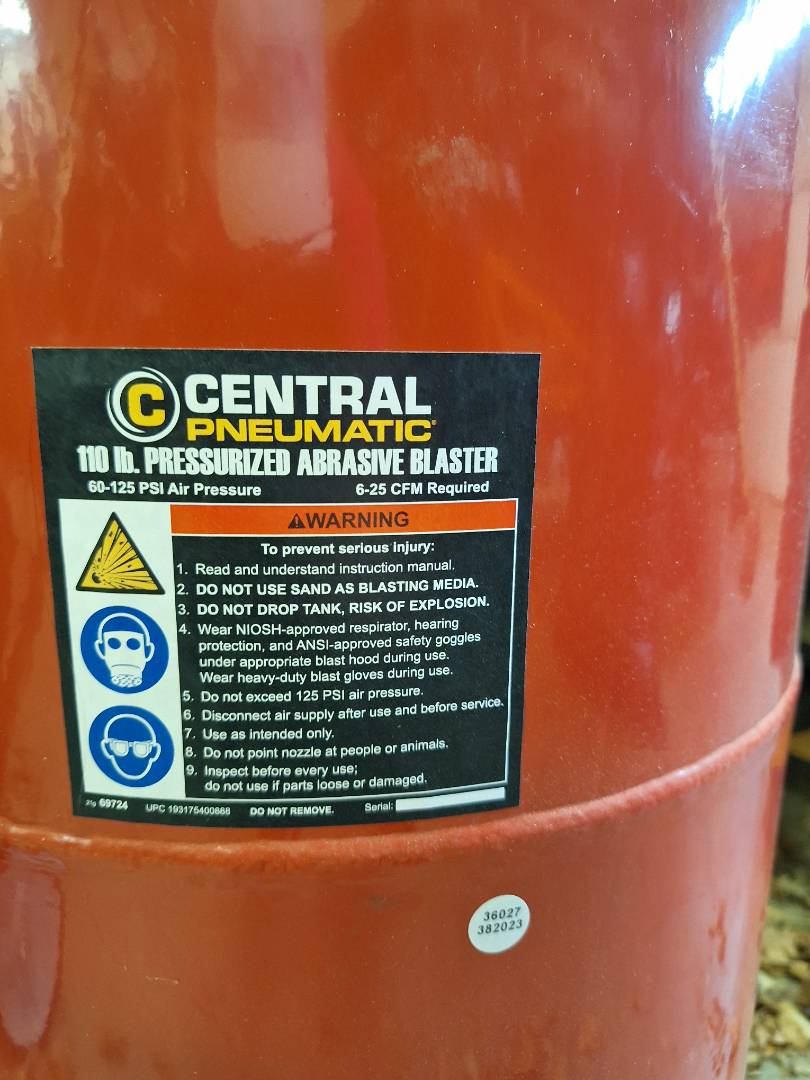 C CENTRAL
PNEUMATIC®
110 lb. PRESSURIZED ABRASIVE BLASTER
60-125 PSI Air Pressure 6-25 CFM Required
⚠WARNING
To prevent serious injury:
1. Read and understand instruction manual.
2. DO NOT USE SAND AS BLASTING MEDIA.
3. DO NOT DROP TANK, RISK OF EXPLOSION.
4. Wear NIOSH-approved respirator, hearing
protection, and ANSI-approved safety goggles
under appropriate blast hood during use.
Wear heavy-duty blast gloves during use.
5. Do not exceed 125 PSI air pressure.
6. Disconnect air supply after use and before service.
7. Use as intended only.
8. Do not point nozzle at people or animals.
9. Inspect before every use;
do not use if parts loose or damaged.
21g 69724 UPC 193175400888 DO NOT REMOVE. Serial:
36027
382023